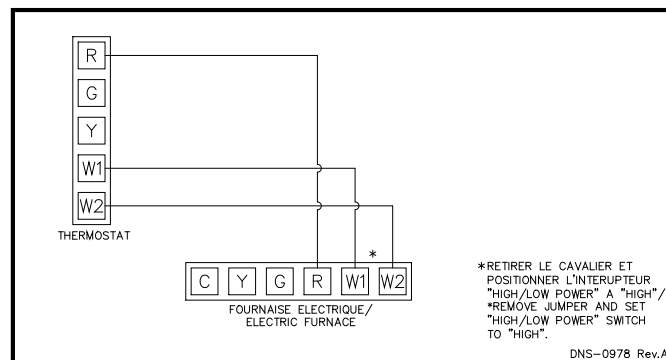 R
G
Y
W1
W2
THERMOSTAT
*
C Y G R W1 W2
FOURNAISE ELECTRIQUE/
ELECTRIC FURNACE
*RETIRER LE CAVALIER ET
POSITIONNER L'INTERUPTEUR
"HIGH/LOW POWER" A "HIGH"/
*REMOVE JUMPER AND SET
"HIGH/LOW POWER" SWITCH
TO "HIGH".
DNS-0978 Rev.A